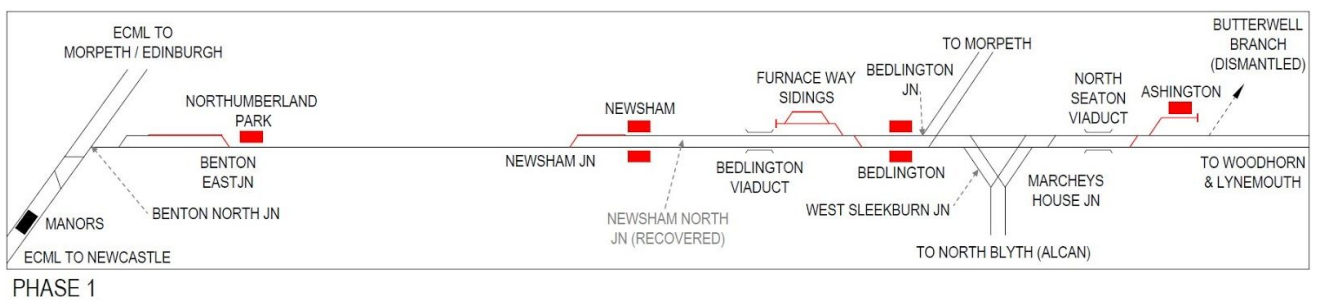 ECML TO
MORPETH / EDINBURGH
NORTHUMBERLAND
PARK
BENTON
EASTJN
BENTON NORTH JN
MANORS
ECML TO NEWCASTLE
NEWSHAM
NEWSHAM JN
NEWSHAM NORTH
JN (RECOVERED)
FURNACE WAY
SIDINGS
BEDLINGTON
VIADUCT
BEDLINGTON
JN
TO MORPETH
BEDLINGTON
WEST SLEEKBURN JN
TO NORTH BLYTH (ALCAN)
NORTH
SEATON
VIADUCT
MARCHEYS
HOUSE JN
ASHINGTON
BUTTERWELL
BRANCH
(DISMANTLED)
TO WOODHORN
& LYNEMOUTH
PHASE 1